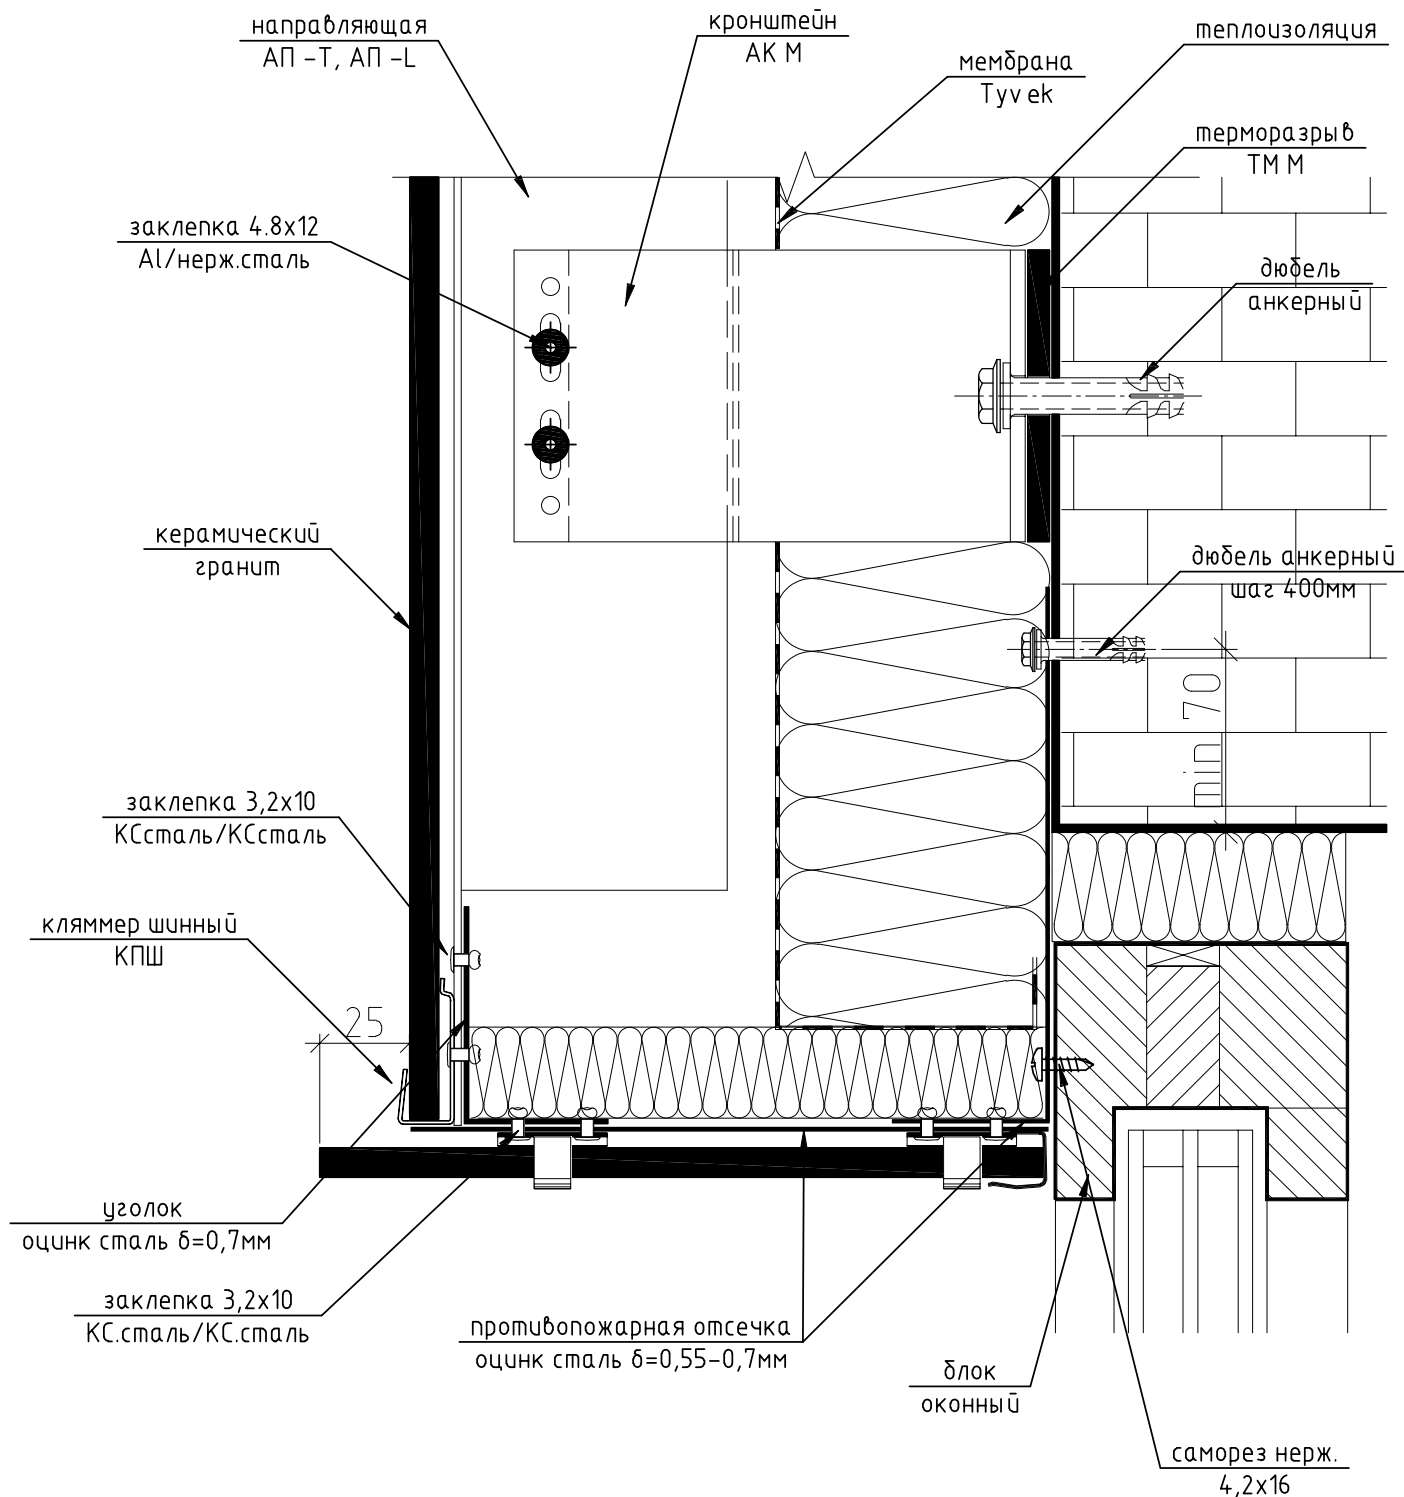 направляющая
АП -Т, АП -L
кронштейн
АК М
мембрана
Tyvek
теплоизоляция
терморазрыв
ТМ М
заклепка 4.8х12
Al/нерж.сталь
дюбель
анкерный
керамический
гранит
дюбель анкерный
шаг 400мм
min 70
заклепка 3,2х10
КСсталь/КСсталь
кляммер шинный
КПШ
25
уголок
оцинк сталь δ=0,7мм
заклепка 3,2х10
КС.сталь/КС.сталь
противопожарная отсечка
оцинк сталь δ=0,55-0,7мм
блок
оконный
саморез нерж.
4,2х16